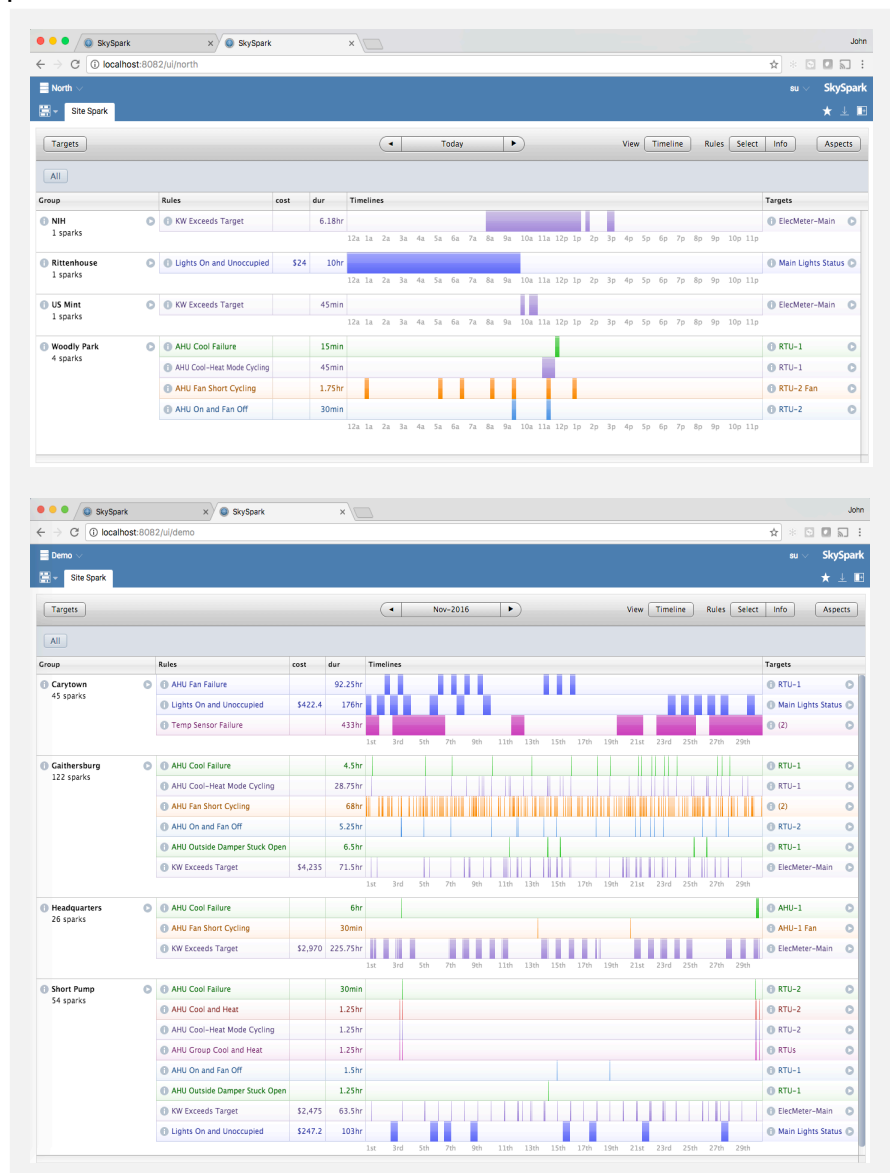 SkySpark × SkySpark × John
localhost:8082/ui/north
North su SkySpark
Site Spark
Targets Today View Timeline Rules Select Info Aspects
All
Group Rules cost dur Timelines Targets
NIH KW Exceeds Target 6.18hr ElecMeter-Main
1 sparks
12a 1a 2a 3a 4a 5a 6a 7a 8a 9a 10a 11a 12p 1p 2p 3p 4p 5p 6p 7p 8p 9p 10p 11p
Rittenhouse Lights On and Unoccupied $24 10hr Main Lights Status
1 sparks
12a 1a 2a 3a 4a 5a 6a 7a 8a 9a 10a 11a 12p 1p 2p 3p 4p 5p 6p 7p 8p 9p 10p 11p
US Mint KW Exceeds Target 45min ElecMeter-Main
1 sparks
12a 1a 2a 3a 4a 5a 6a 7a 8a 9a 10a 11a 12p 1p 2p 3p 4p 5p 6p 7p 8p 9p 10p 11p
Woodly Park AHU Cool Failure 15min RTU-1
4 sparks
AHU Cool-Heat Mode Cycling 45min RTU-1
AHU Fan Short Cycling 1.75hr RTU-2 Fan
AHU On and Fan Off 30min RTU-2
12a 1a 2a 3a 4a 5a 6a 7a 8a 9a 10a 11a 12p 1p 2p 3p 4p 5p 6p 7p 8p 9p 10p 11p
SkySpark × SkySpark × John
localhost:8082/ui/demo
Demo su SkySpark
Site Spark
Targets Nov-2016 View Timeline Rules Select Info Aspects
All
Group Rules cost dur Timelines Targets
Carytown AHU Fan Failure 92.25hr RTU-1
45 sparks
Lights On and Unoccupied $422.4 176hr Main Lights Status
Temp Sensor Failure 433hr (2)
1st 3rd 5th 7th 9th 11th 13th 15th 17th 19th 21st 23rd 25th 27th 29th
Gaithersburg AHU Cool Failure 4.5hr RTU-1
122 sparks
AHU Cool-Heat Mode Cycling 28.75hr RTU-1
AHU Fan Short Cycling 68hr (2)
AHU On and Fan Off 5.25hr RTU-2
AHU Outside Damper Stuck Open 6.5hr RTU-1
KW Exceeds Target $4,235 71.5hr ElecMeter-Main
1st 3rd 5th 7th 9th 11th 13th 15th 17th 19th 21st 23rd 25th 27th 29th
Headquarters AHU Cool Failure 6hr AHU-1
26 sparks
AHU Fan Short Cycling 30min AHU-1 Fan
KW Exceeds Target $2,970 225.75hr ElecMeter-Main
1st 3rd 5th 7th 9th 11th 13th 15th 17th 19th 21st 23rd 25th 27th 29th
Short Pump AHU Cool Failure 30min RTU-2
54 sparks
AHU Cool and Heat 1.25hr RTU-2
AHU Cool-Heat Mode Cycling 1.25hr RTU-2
AHU Group Cool and Heat 1.25hr RTUs
AHU On and Fan Off 1.5hr RTU-1
AHU Outside Damper Stuck Open 1.25hr RTU-1
KW Exceeds Target $2,475 63.5hr ElecMeter-Main
Lights On and Unoccupied $247.2 103hr Main Lights Status
1st 3rd 5th 7th 9th 11th 13th 15th 17th 19th 21st 23rd 25th 27th 29th